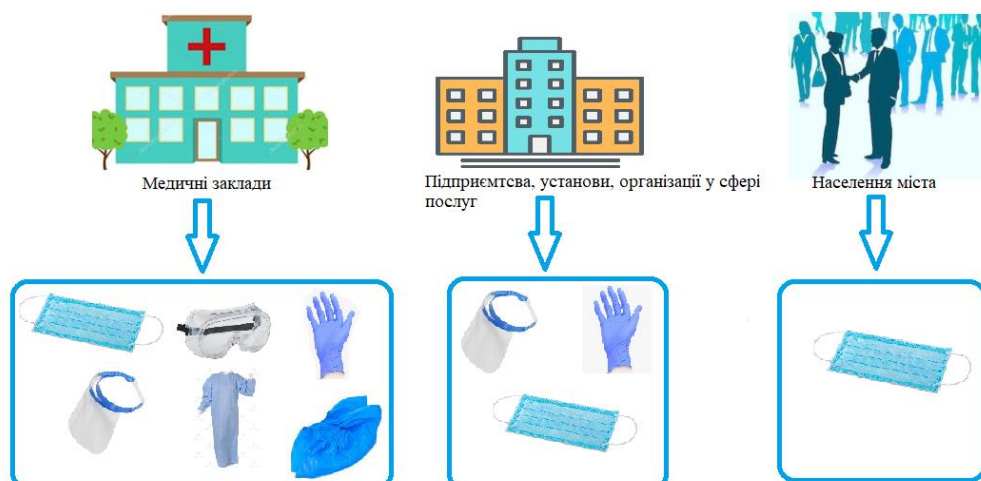 Медичні заклади
Підприємтсва, установи, організації у сфері
послуг
Населення міста